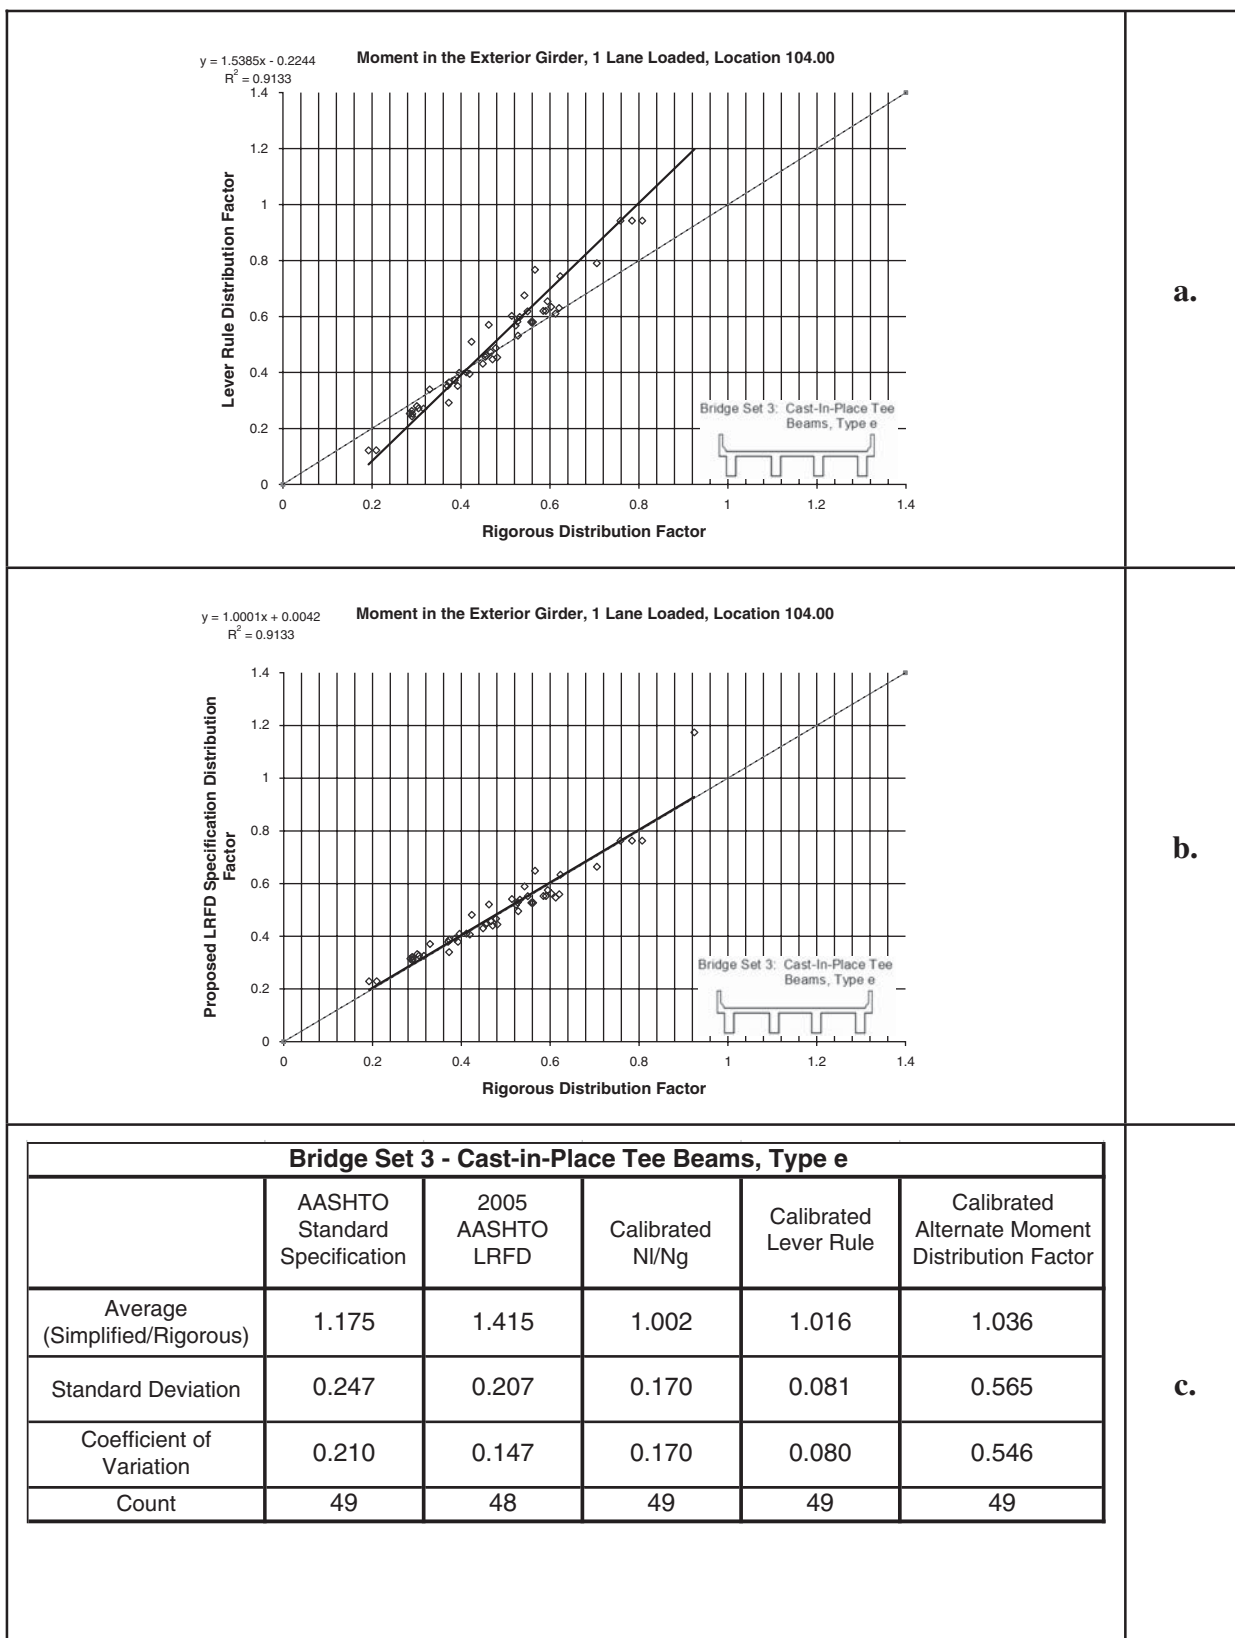 y = 1.5385x - 0.2244
R² = 0.9133
Moment in the Exterior Girder, 1 Lane Loaded, Location 104.00
1.4
1.2
1
0.8
0.6
0.4
0.2
0
Lever Rule Distribution Factor
0 0.2 0.4 0.6 0.8 1 1.2 1.4
Rigorous Distribution Factor
Bridge Set 3: Cast-In-Place Tee
Beams, Type e
a.
y = 1.0001x + 0.0042
R² = 0.9133
Moment in the Exterior Girder, 1 Lane Loaded, Location 104.00
1.4
1.2
1
0.8
0.6
0.4
0.2
0
Proposed LRFD Specification Distribution
Factor
0 0.2 0.4 0.6 0.8 1 1.2 1.4
Rigorous Distribution Factor
Bridge Set 3: Cast-In-Place Tee
Beams, Type e
b.
Bridge Set 3 - Cast-in-Place Tee Beams, Type e
AASHTO
Standard
Specification
2005
AASHTO
LRFD
Calibrated
Nl/Ng
Calibrated
Lever Rule
Calibrated
Alternate Moment
Distribution Factor
Average
(Simplified/Rigorous)
1.175 1.415 1.002 1.016 1.036
Standard Deviation 0.247 0.207 0.170 0.081 0.565
Coefficient of
Variation
0.210 0.147 0.170 0.080 0.546
Count 49 48 49 49 49
c.